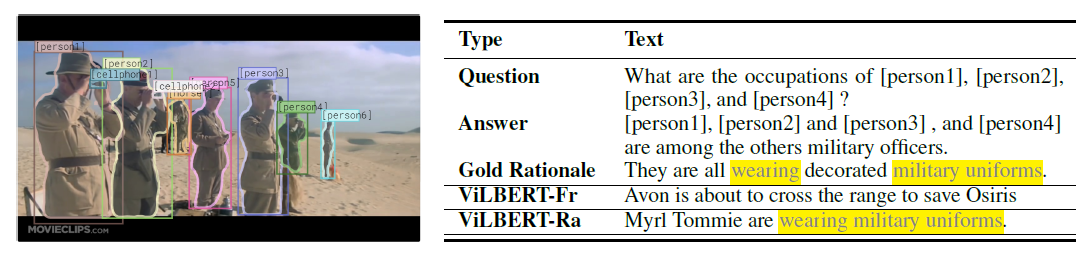 [person1]
[person2]
[cellphone1]
[cellphone2]
[person3]
[person4]
[person6]
MOVIECLIPS.COM
Type Text
Question What are the occupations of [person1], [person2],
[person3], and [person4] ?
Answer [person1], [person2] and [person3] , and [person4]
are among the others military officers.
Gold Rationale They are all wearing decorated military uniforms.
ViLBERT-Fr Avon is about to cross the range to save Osiris
ViLBERT-Ra Myrl Tommie are wearing military uniforms.